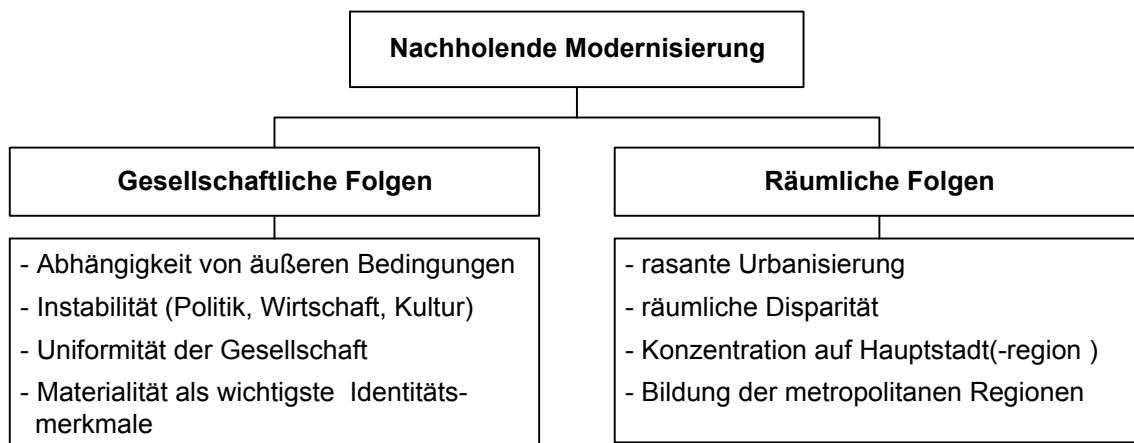 Nachholende Modernisierung
Gesellschaftliche Folgen
- Abhängigkeit von äußeren Bedingungen
- Instabilität (Politik, Wirtschaft, Kultur)
- Uniformität der Gesellschaft
- Materialität als wichtigste Identitäts-
merkmale
Räumliche Folgen
- rasante Urbanisierung
- räumliche Disparität
- Konzentration auf Hauptstadt(-region )
- Bildung der metropolitanen Regionen